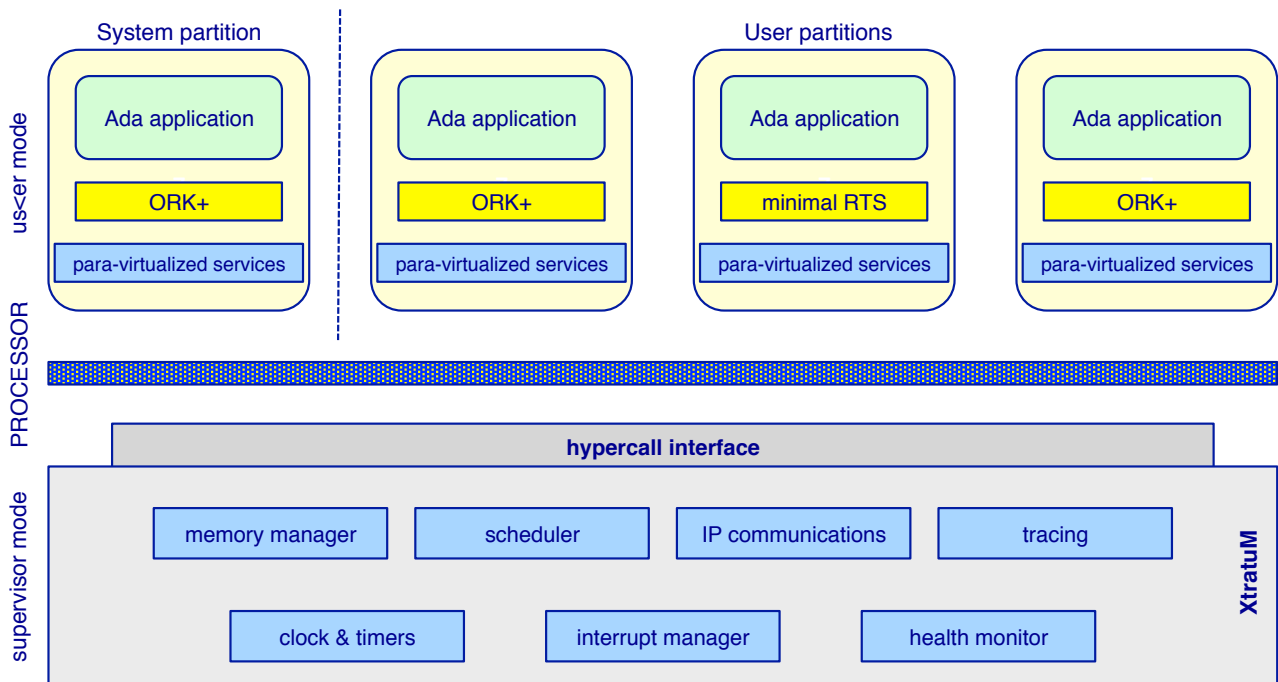 System partition
User partitions
Ada application
Ada application
Ada application
Ada application
us<er mode
ORK+
ORK+
minimal RTS
ORK+
para-virtualized services
para-virtualized services
para-virtualized services
para-virtualized services
PROCESSOR
hypercall interface
supervisor mode
memory manager
scheduler
IP communications
tracing
XtratuM
clock & timers
interrupt manager
health monitor